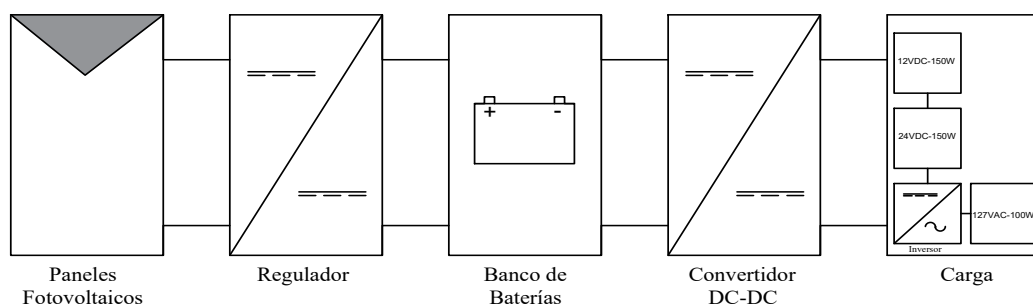 12VDC-150W
24VDC-150W
127VAC-100W
Inversor
+ -
Paneles
Fotovoltaicos
Regulador
Banco de
Baterías
Convertidor
DC-DC
Carga